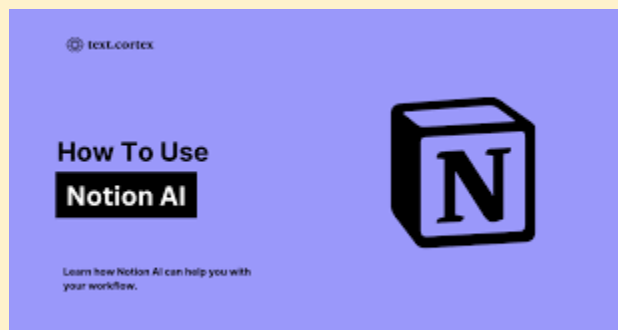 text.cortex
How To Use
Notion AI
Learn how Notion AI can help you with
your workflow.
N